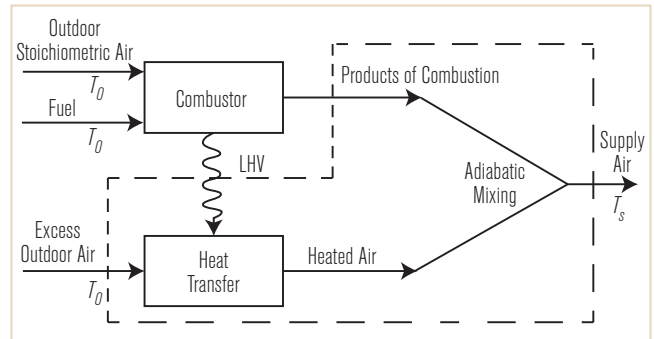 Outdoor
Stoichiometric Air
T0
Fuel
T0
Combustor
Products of Combustion
LHV
Adiabatic
Mixing
Supply
Air
Ts
Excess
Outdoor Air
T0
Heat
Transfer
Heated Air